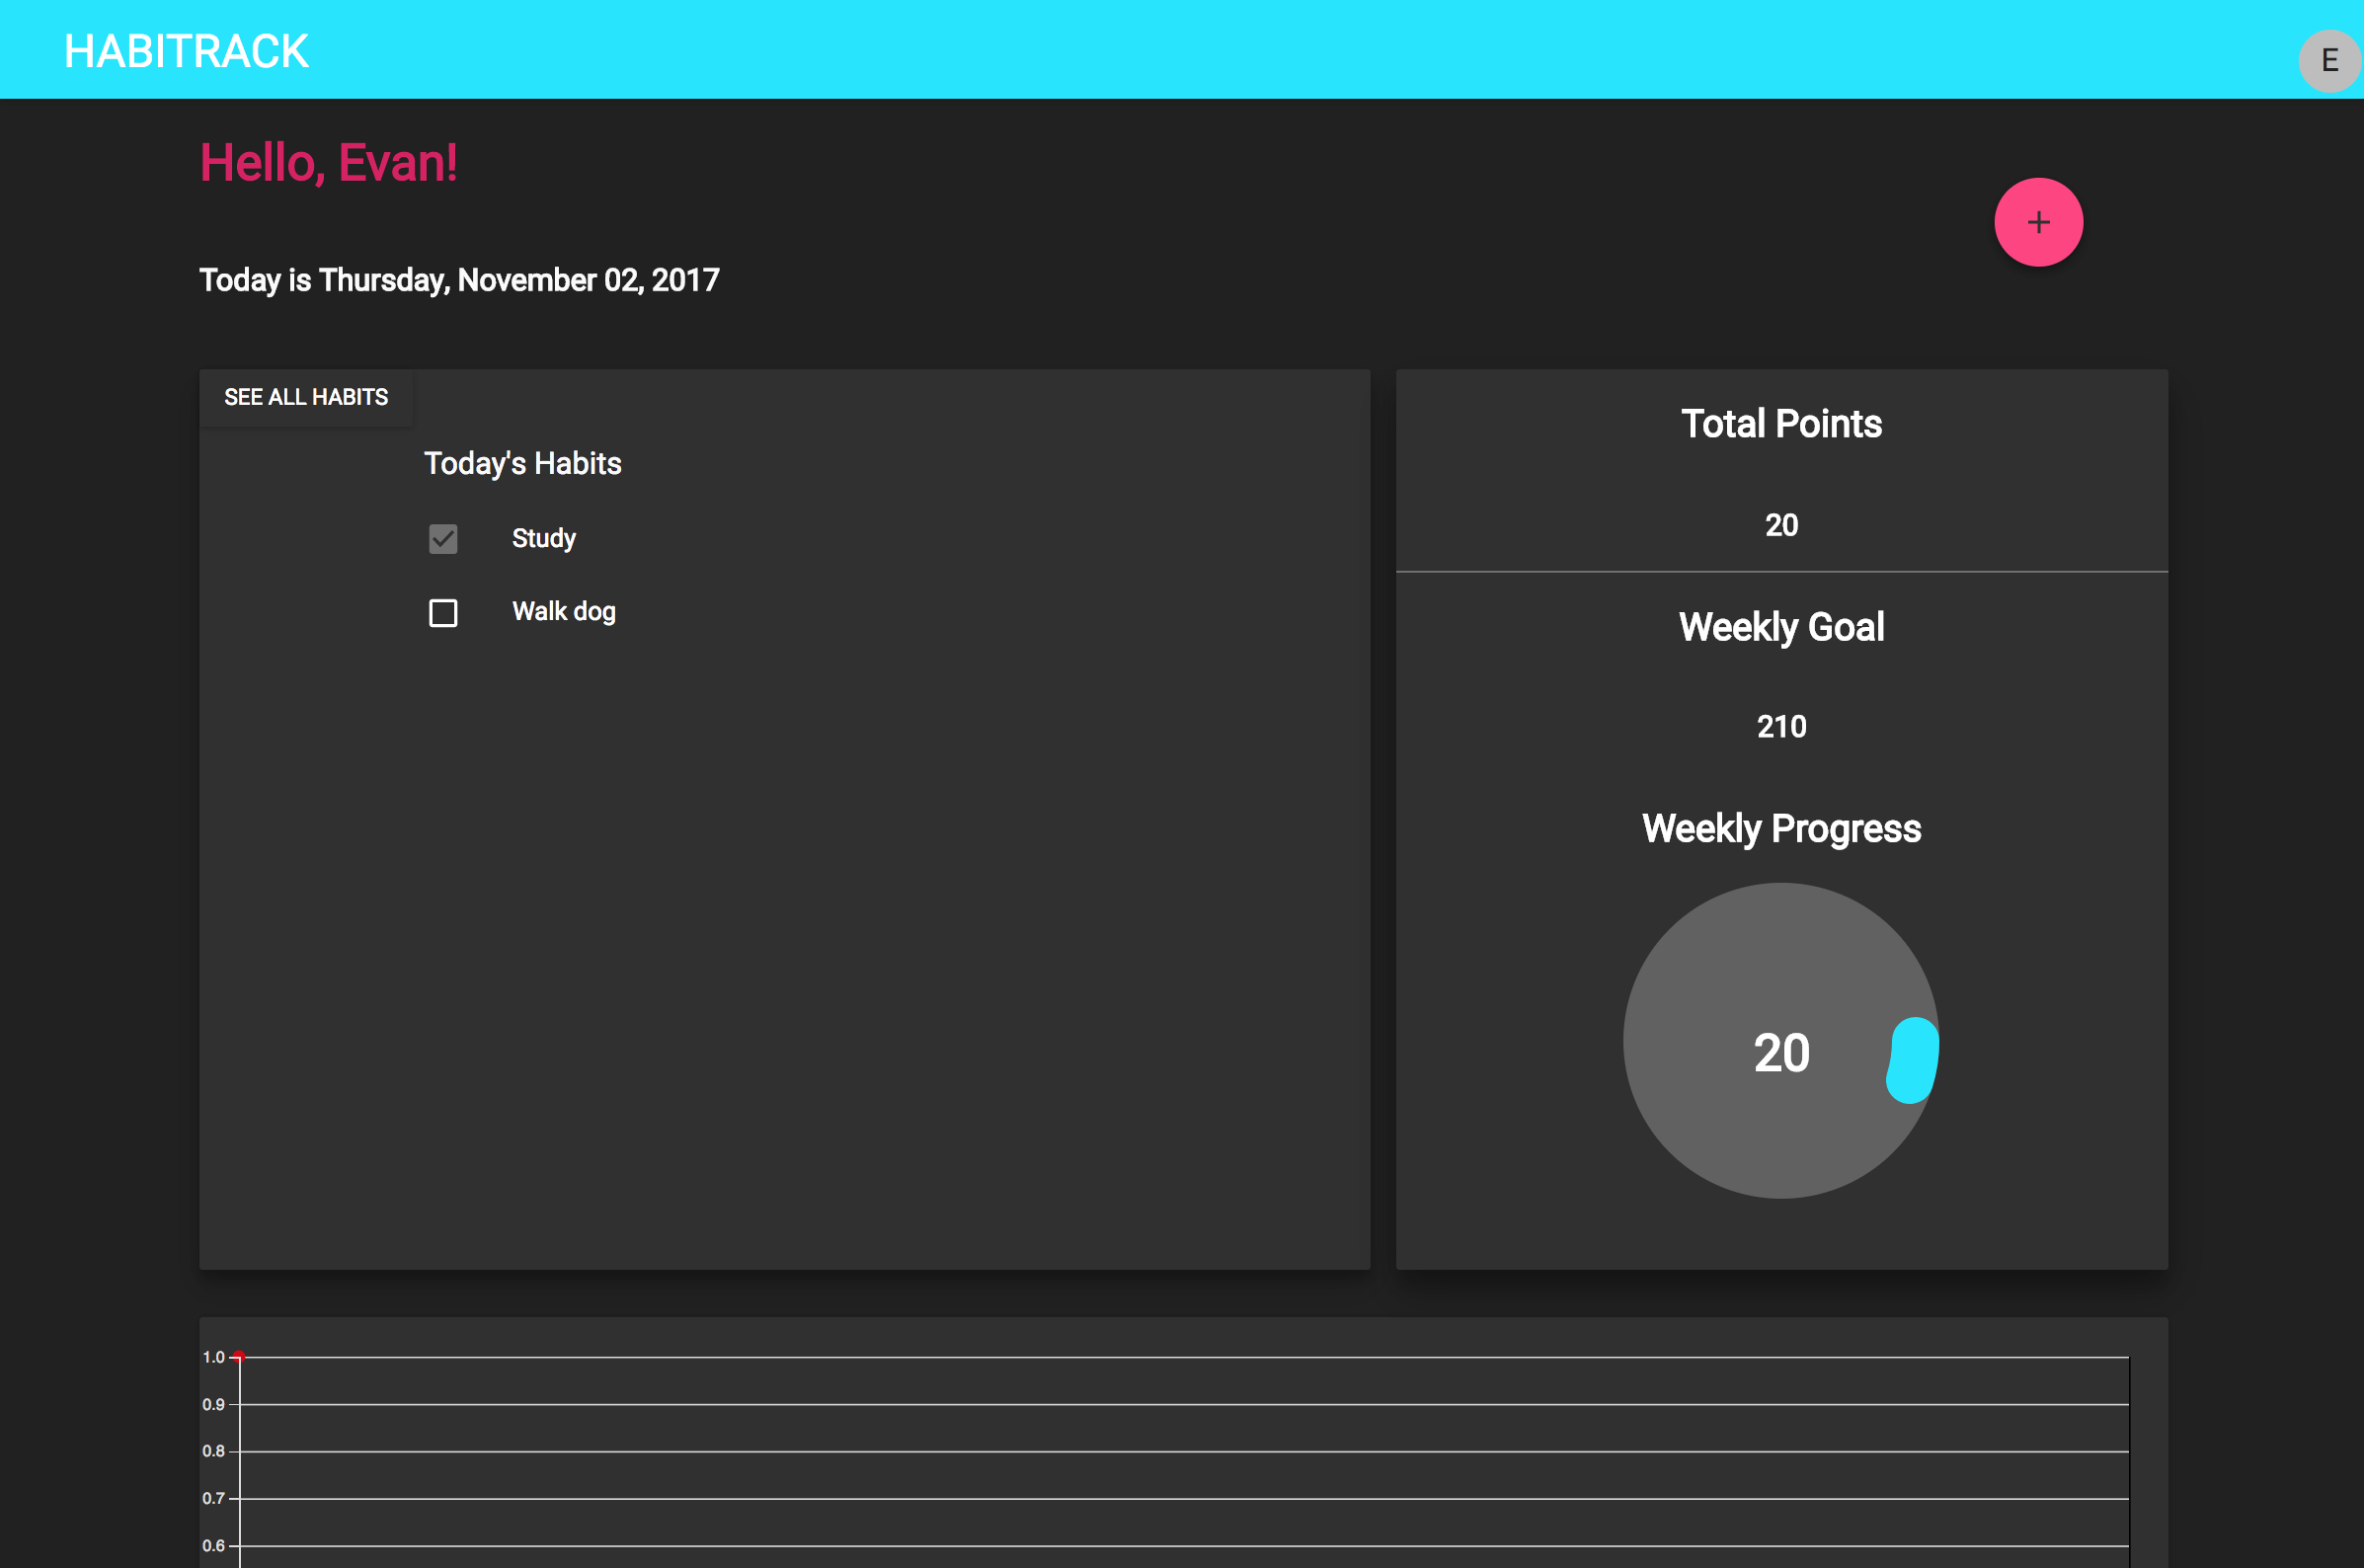 HABITRACK
E
Hello, Evan!
+
Today is Thursday, November 02, 2017
SEE ALL HABITS
Today's Habits
Study
Walk dog
Total Points
20
Weekly Goal
210
Weekly Progress
20
1.0
0.9
0.8
0.7
0.6